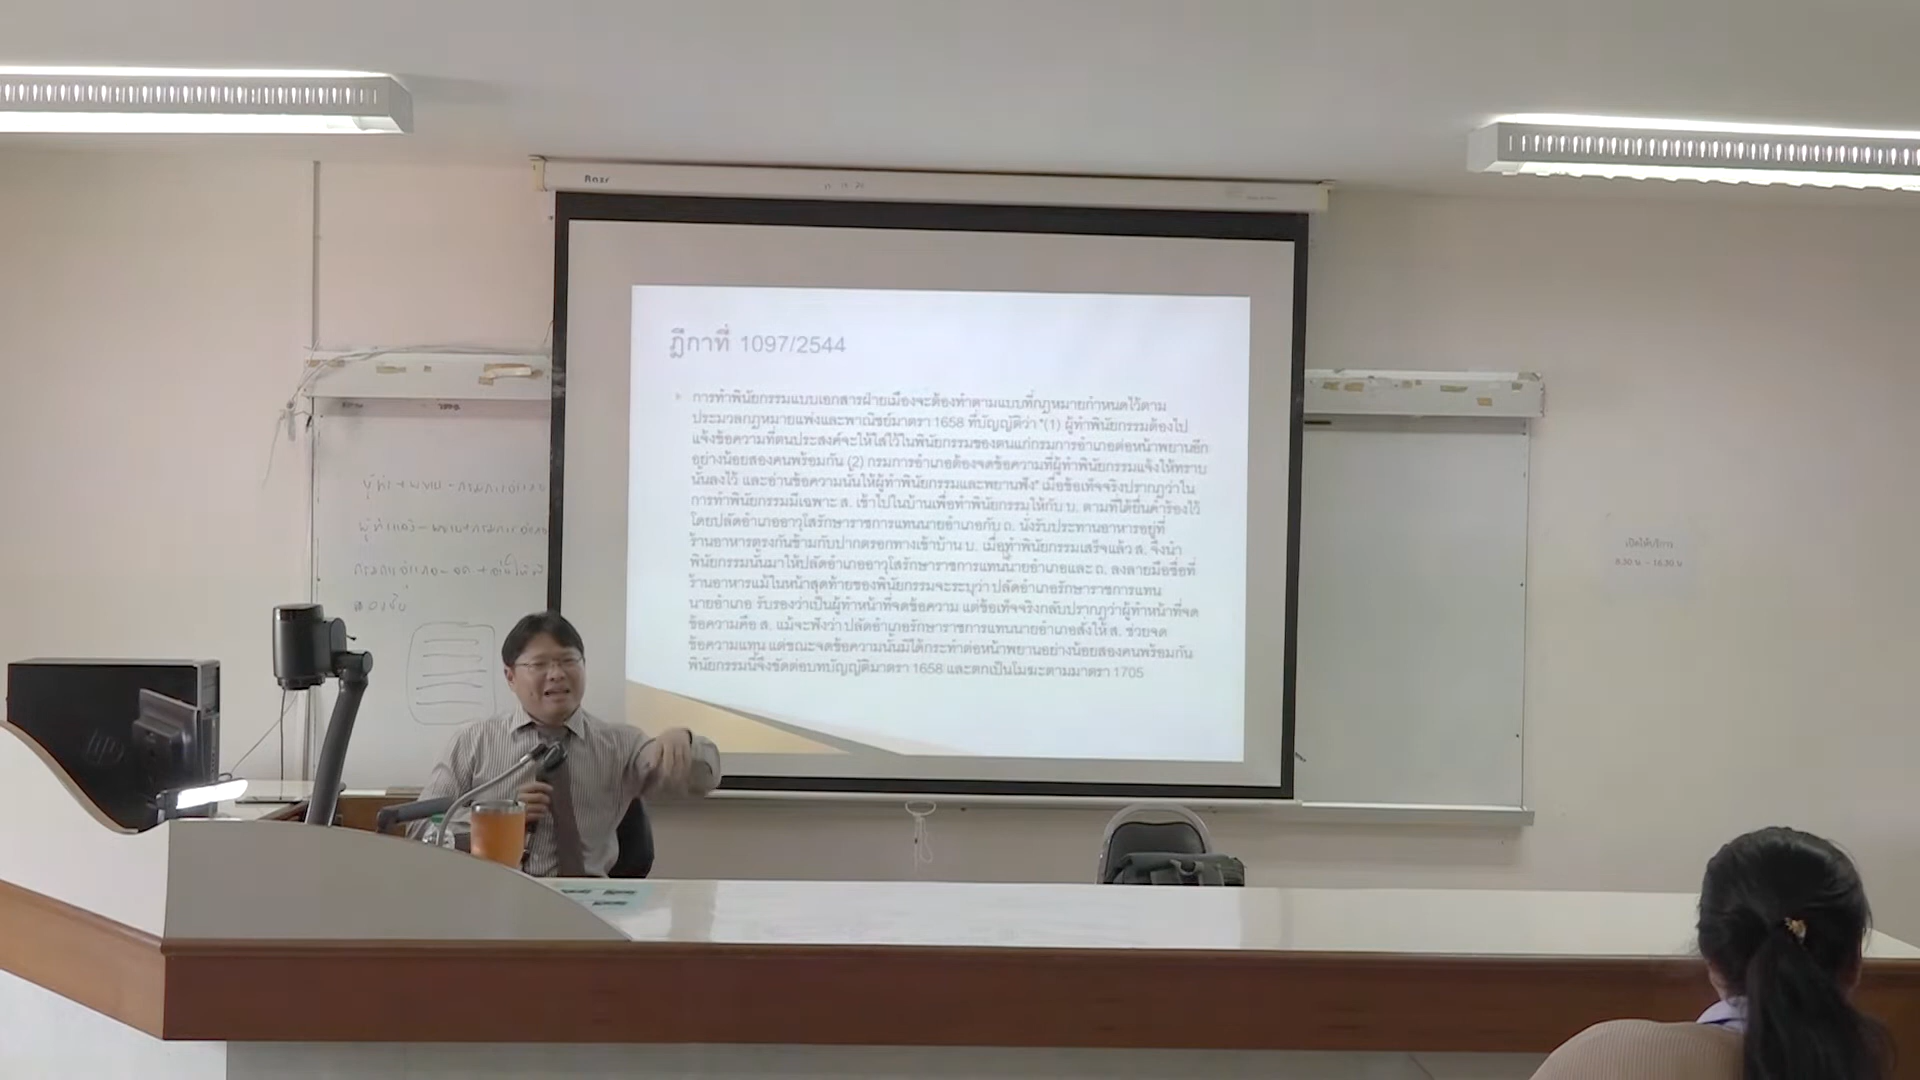 ฎีกาที่ 1097/2544
การทำพินัยกรรมแบบเอกสารฝ่ายเมืองจะต้องทำตามแบบที่กฎหมายกำหนดไว้ตาม
ประมวลกฎหมายแพ่งและพาณิชย์มาตรา 1658 ที่บัญญัติว่า "(1) ผู้ทำพินัยกรรมต้องไป
แจ้งข้อความที่ตนประสงค์จะให้ใส่ไว้ในพินัยกรรมของตนแก่กรมการอำเภอต่อหน้าพยานอีก
อย่างน้อยสองคนพร้อมกัน (2) กรมการอำเภอต้องจดข้อความที่ผู้ทำพินัยกรรมแจ้งให้ทราบ
นั้นลงไว้ และอ่านข้อความนั้นให้ผู้ทำพินัยกรรมและพยานฟัง" เมื่อข้อเท็จจริงปรากฏว่าใน
การทำพินัยกรรมมีเฉพาะ ส. เข้าไปในบ้านเพื่อทำพินัยกรรมให้กับ บ. ตามที่ได้ยื่นคำร้องไว้
โดยปลัดอำเภออาวุโสรักษาราชการแทนนายอำเภอกับ ถ. นั่งรับประทานอาหารอยู่ที่
ร้านอาหารตรงกันข้ามกับปากตรอกทางเข้าบ้าน บ. เมื่อทำพินัยกรรมเสร็จแล้ว ส. จึงนำ
พินัยกรรมนั้นมาให้ปลัดอำเภออาวุโสรักษาราชการแทนนายอำเภอและ ถ. ลงลายมือชื่อที่
ร้านอาหารแม้ในหน้าสุดท้ายของพินัยกรรมจะระบุว่า ปลัดอำเภอรักษาราชการแทน
นายอำเภอ รับรองว่าเป็นผู้ทำหน้าที่จดข้อความ แต่ข้อเท็จจริงกลับปรากฏว่าผู้ทำหน้าที่จด
ข้อความคือ ส. แม้จะฟังว่า ปลัดอำเภอรักษาราชการแทนนายอำเภอสั่งให้ ส. ช่วยจด
ข้อความแทน แต่ขณะจดข้อความนั้นมิได้กระทำต่อหน้าพยานอย่างน้อยสองคนพร้อมกัน
พินัยกรรมนี้จึงขัดต่อบทบัญญัติมาตรา 1658 และตกเป็นโมฆะตามมาตรา 1705
เปิดให้บริการ
8.30 น. - 16.30 น
hp